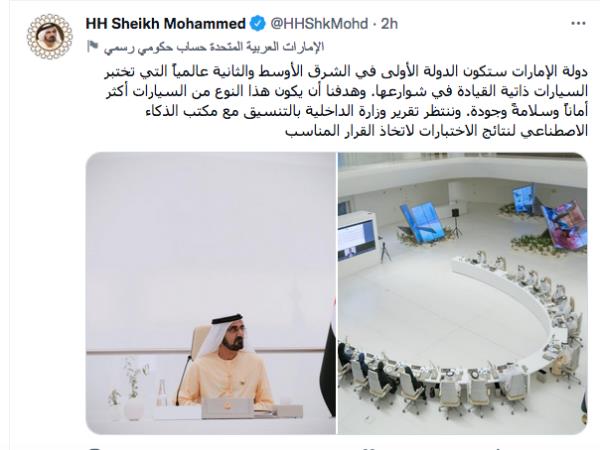 HH Sheikh Mohammed @HHShkMohd · 2h
الإمارات العربية المتحدة حساب حكومي رسمي
دولة الإمارات ستكون الدولة الأولى في الشرق الأوسط والثانية عالمياً التي تختبر
السيارات ذاتية القيادة في شوارعها. وهدفنا أن يكون هذا النوع من السيارات أكثر
أماناً وسلامةً وجودة. وننتظر تقرير وزارة الداخلية بالتنسيق مع مكتب الذكاء
الاصطناعي لنتائج الاختبارات لاتخاذ القرار المناسب